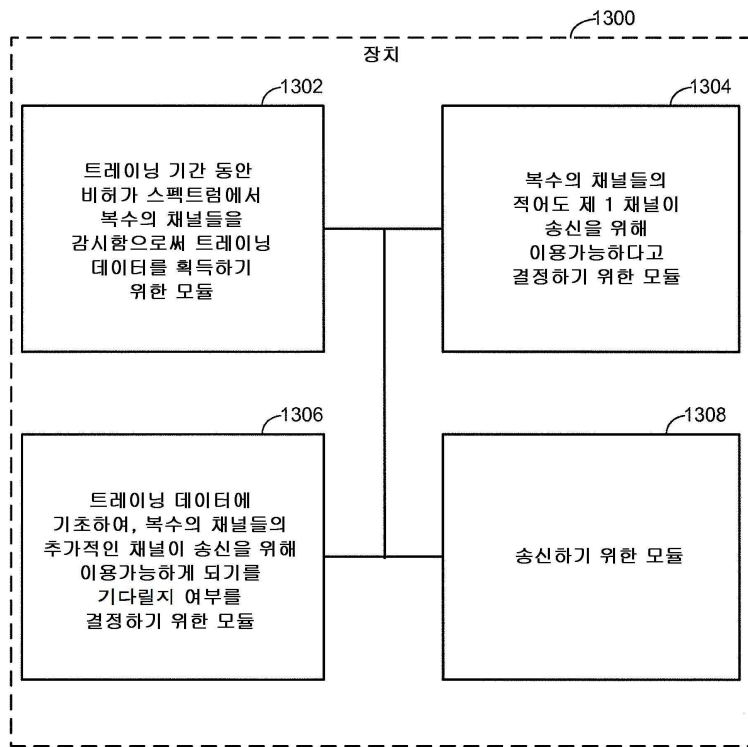 1300
장치
1302
트레이닝 기간 동안
비허가 스펙트럼에서
복수의 채널들을
감시함으로써 트레이닝
데이터를 획득하기
위한 모듈
1304
복수의 채널들의
적어도 제 1 채널이
송신을 위해
이용가능하다고
결정하기 위한 모듈
1306
트레이닝 데이터에
기초하여, 복수의 채널들의
추가적인 채널이 송신을 위해
이용가능하게 되기를
기다릴지 여부를
결정하기 위한 모듈
1308
송신하기 위한 모듈